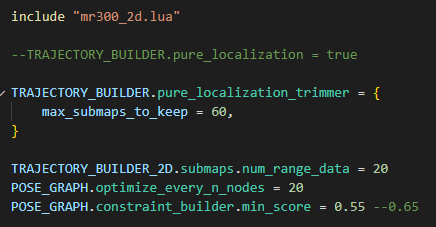 include "mr300_2d.lua"
--TRAJECTORY_BUILDER.pure_localization = true
TRAJECTORY_BUILDER.pure_localization_trimmer = {
    max_submaps_to_keep = 60,
}
TRAJECTORY_BUILDER_2D.submaps.num_range_data = 20
POSE_GRAPH.optimize_every_n_nodes = 20
POSE_GRAPH.constraint_builder.min_score = 0.55 --0.65